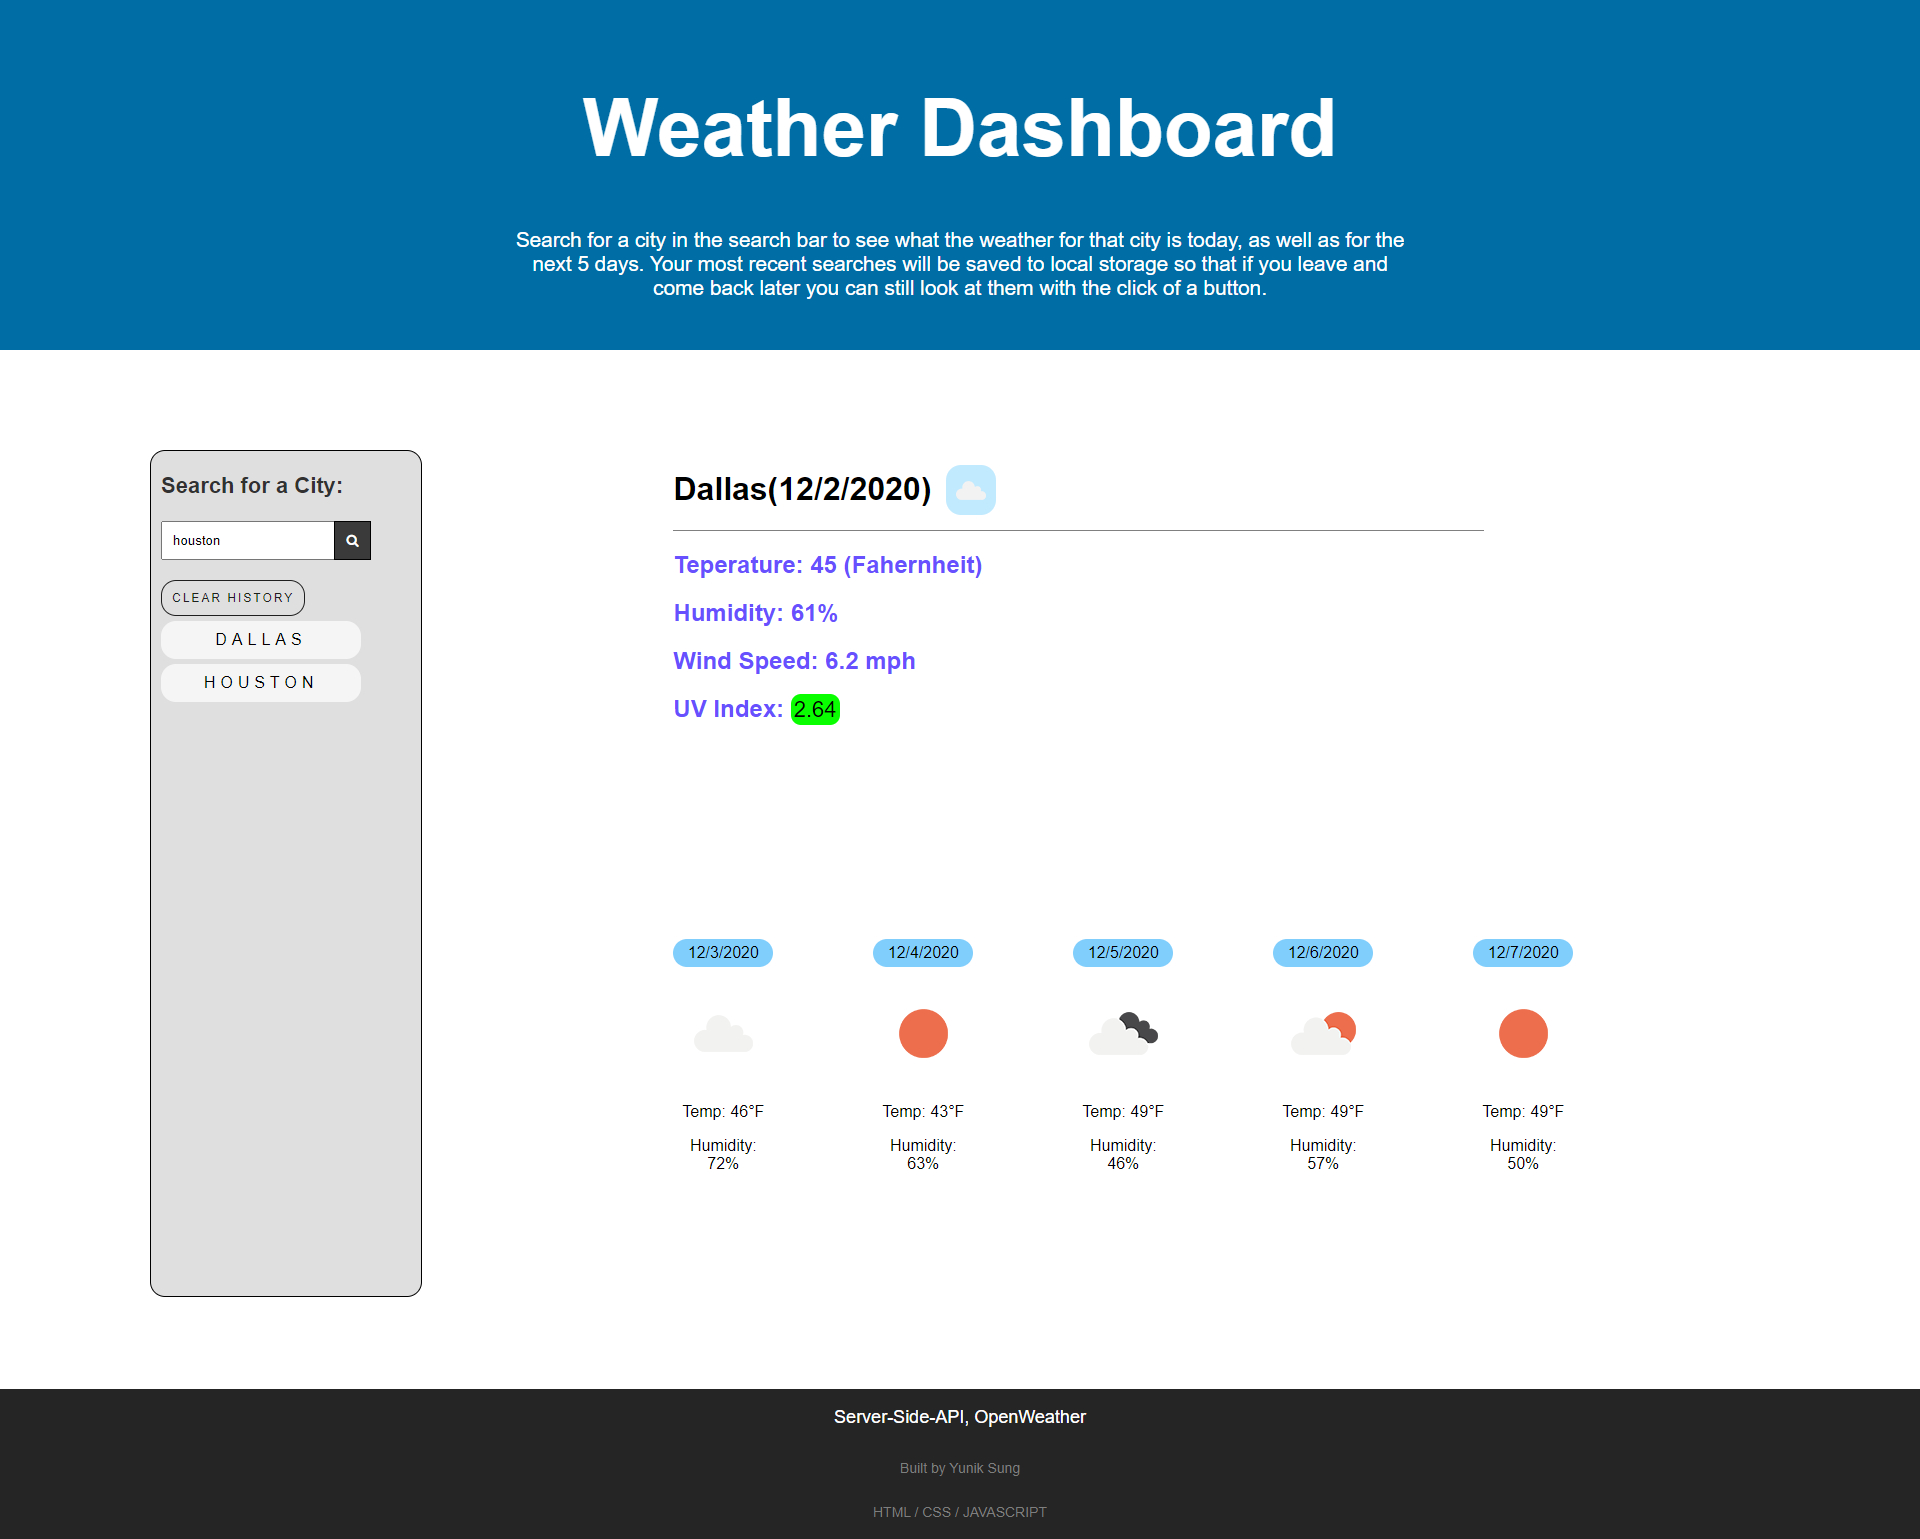 Weather Dashboard
Search for a city in the search bar to see what the weather for that city is today, as well as for the
next 5 days. Your most recent searches will be saved to local storage so that if you leave and
come back later you can still look at them with the click of a button.
Search for a City:
houston
CLEAR HISTORY
DALLAS
HOUSTON
Dallas(12/2/2020)
Teperature: 45 (Fahernheit)
Humidity: 61%
Wind Speed: 6.2 mph
UV Index: 2.64
12/3/2020
Temp: 46°F
Humidity:
72%
12/4/2020
Temp: 43°F
Humidity:
63%
12/5/2020
Temp: 49°F
Humidity:
46%
12/6/2020
Temp: 49°F
Humidity:
57%
12/7/2020
Temp: 49°F
Humidity:
50%
Server-Side-API, OpenWeather
Built by Yunik Sung
HTML / CSS / JAVASCRIPT